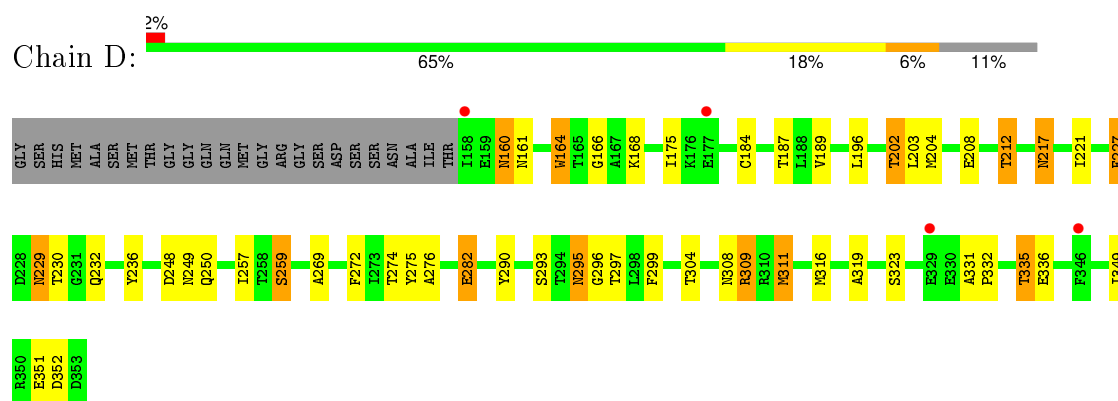 2%
Chain D:
65% 18% 6% 11%
GLY SER HIS MET ALA SER MET THR GLY GLY GLN GLN MET GLY ARG GLY SER ASP SER SER ASN ALA ILE THR I158 E159 N160 N161 W164 T165 G166 A167 K168 I175 K176 E177 C184 T187 L188 V189 L196 T202 L203 M204 E208 T212 N217 I221
D228 N229 T230 G231 Q232 Y236 D248 N249 Q250 I257 T258 S259 A269 F272 I273 T274 Y275 A276 E282 Y290 S293 T294 N295 G296 T297 L298 F299 T304 N308 R309 R310 M311 M316 A319 S323 E329 E330 A331 P332 T335 E336 F346
R350 E351 D352 D353